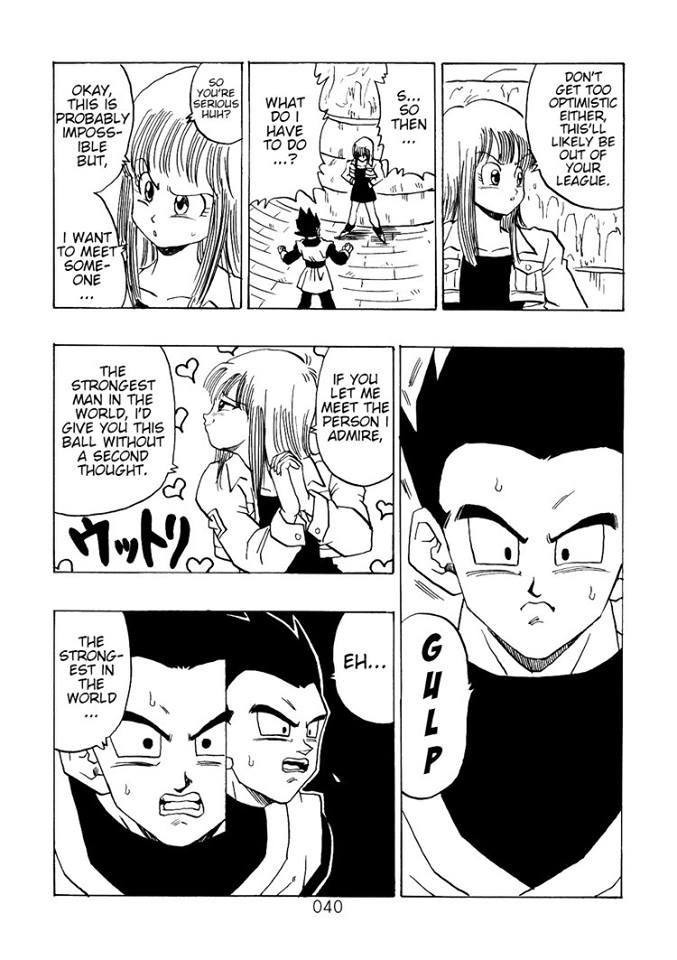 DON'T
GET TOO
OPTIMISTIC
EITHER,
THIS'LL
LIKELY BE
OUT OF
YOUR
LEAGUE.
S...
SO
THEN
...
WHAT
DO I
HAVE
TO DO
...?
SO
YOU'RE
SERIOUS
HUH?
OKAY,
THIS IS
PROBABLY
IMPOSS-
IBLE
BUT,
I WANT
TO MEET
SOME-
ONE
...
GULP
IF YOU
LET ME
MEET THE
PERSON I
ADMIRE,
THE
STRONGEST
MAN IN THE
WORLD, I'D
GIVE YOU THIS
BALL WITHOUT
A SECOND
THOUGHT.
ウットリ
EH...
THE
STRONG-
EST IN
THE
WORLD
...
040